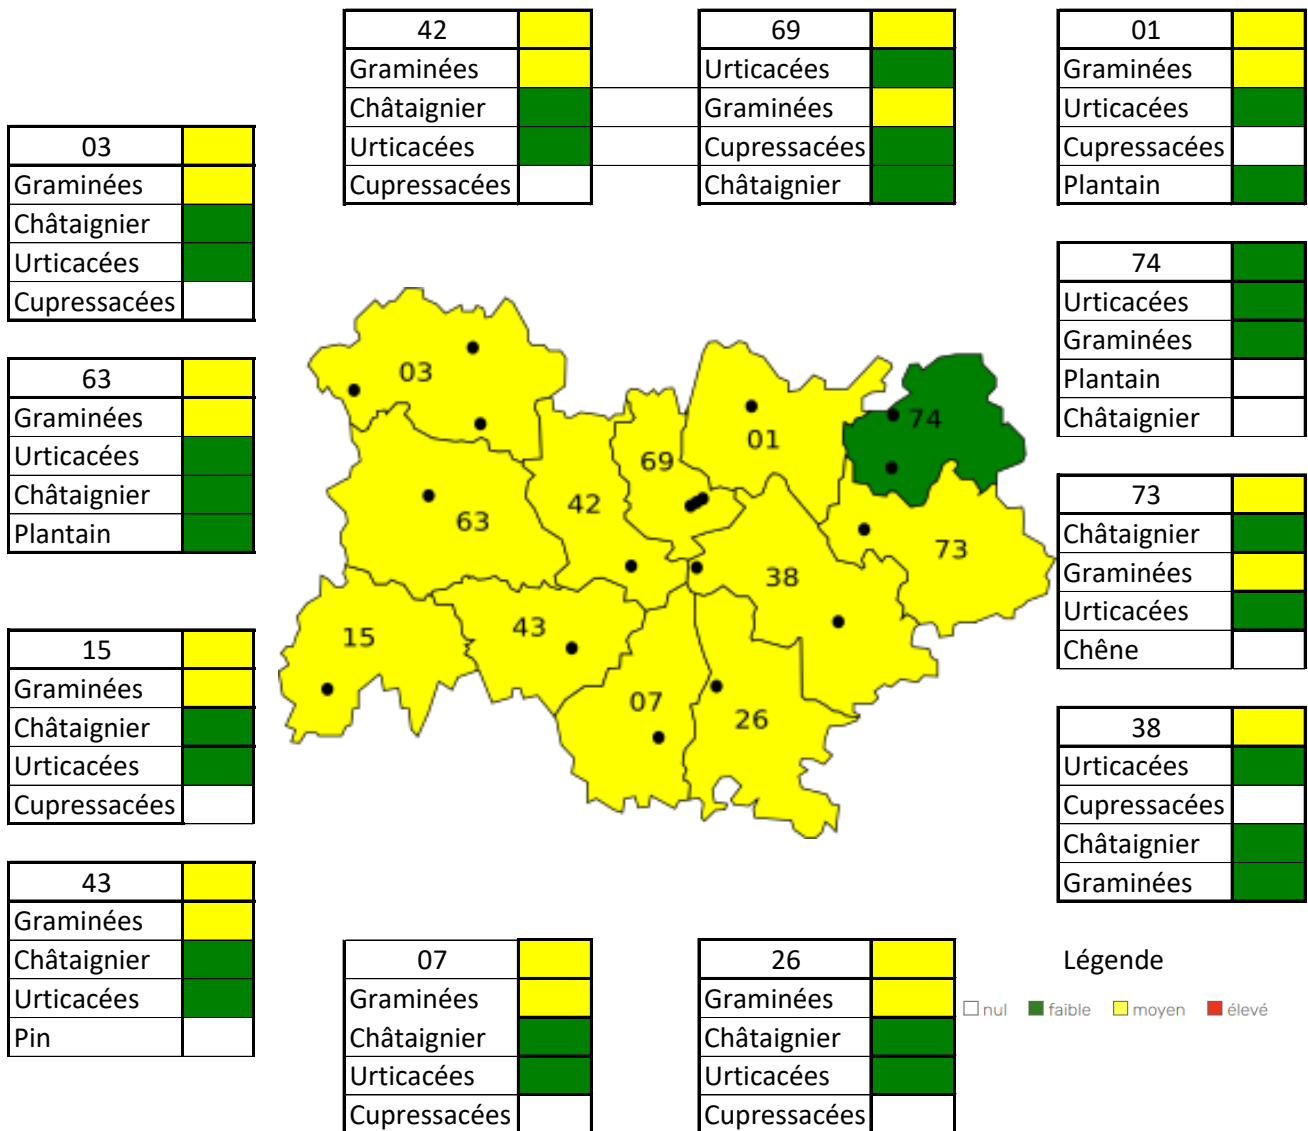 42
Graminées
Châtaignier
Urticacées
Cupressacées
69
Urticacées
Graminées
Cupressacées
Châtaignier
01
Graminées
Urticacées
Cupressacées
Plantain
03
Graminées
Châtaignier
Urticacées
Cupressacées
74
Urticacées
Graminées
Plantain
Châtaignier
63
Graminées
Urticacées
Châtaignier
Plantain
03
01
74
69
42
63
73
38
15
43
07
26
73
Châtaignier
Graminées
Urticacées
Chêne
15
Graminées
Châtaignier
Urticacées
Cupressacées
38
Urticacées
Cupressacées
Châtaignier
Graminées
43
Graminées
Châtaignier
Urticacées
Pin
07
Graminées
Châtaignier
Urticacées
Cupressacées
26
Graminées
Châtaignier
Urticacées
Cupressacées
Légende
nul faible moyen élevé